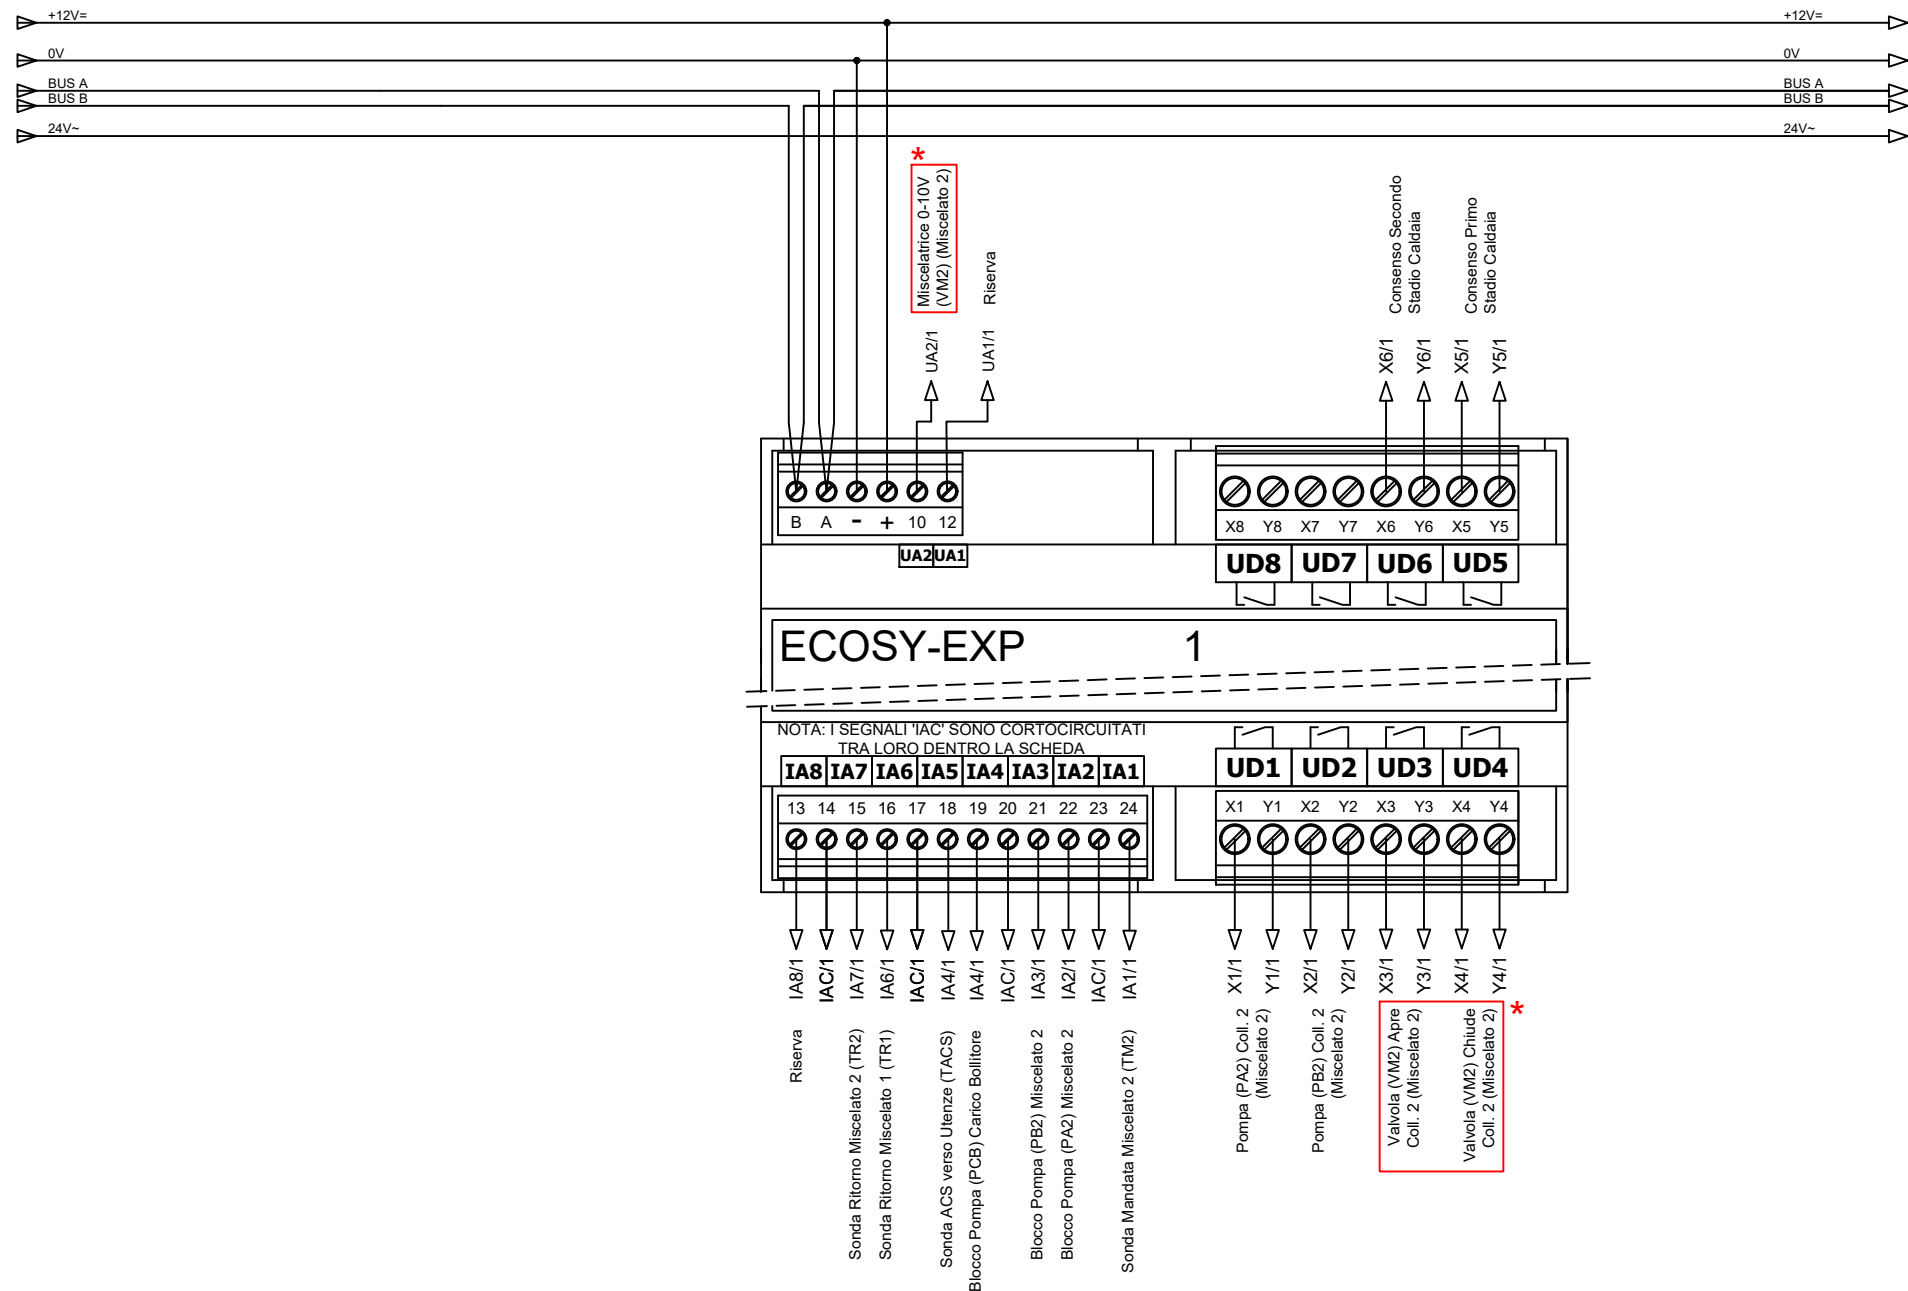 +12V= +12V=
0V 0V
BUS A BUS A
BUS B BUS B
24V~ 24V~
*
Miscelatrice 0-10V
(VM2) (Miscelato 2)
Riserva
Consenso Secondo
Stadio Caldaia
Consenso Primo
Stadio Caldaia
UA2/1 UA1/1 X6/1 Y6/1 X5/1 Y5/1
B A - + 10 12
X8 Y8 X7 Y7 X6 Y6 X5 Y5
UA2 UA1
UD8 UD7 UD6 UD5
ECOSY-EXP 1
NOTA: I SEGNALI 'IAC' SONO CORTOCIRCUITATI
TRA LORO DENTRO LA SCHEDA
IA8 IA7 IA6 IA5 IA4 IA3 IA2 IA1
UD1 UD2 UD3 UD4
13 14 15 16 17 18 19 20 21 22 23 24
X1 Y1 X2 Y2 X3 Y3 X4 Y4
IA8/1 IAC/1 IA7/1 IA6/1 IAC/1 IA4/1 IA4/1 IAC/1 IA3/1 IA2/1 IAC/1 IA1/1
X1/1 Y1/1 X2/1 Y2/1 X3/1 Y3/1 X4/1 Y4/1
*
Riserva
Sonda Ritorno Miscelato 2 (TR2)
Sonda Ritorno Miscelato 1 (TR1)
Sonda ACS verso Utenze (TACS)
Blocco Pompa (PCB) Carico Bollitore
Blocco Pompa (PB2) Miscelato 2
Blocco Pompa (PA2) Miscelato 2
Sonda Mandata Miscelato 2 (TM2)
Pompa (PA2) Coll. 2
(Miscelato 2)
Pompa (PB2) Coll. 2
(Miscelato 2)
Valvola (VM2) Apre
Coll. 2 (Miscelato 2)
Valvola (VM2) Chiude
Coll. 2 (Miscelato 2)